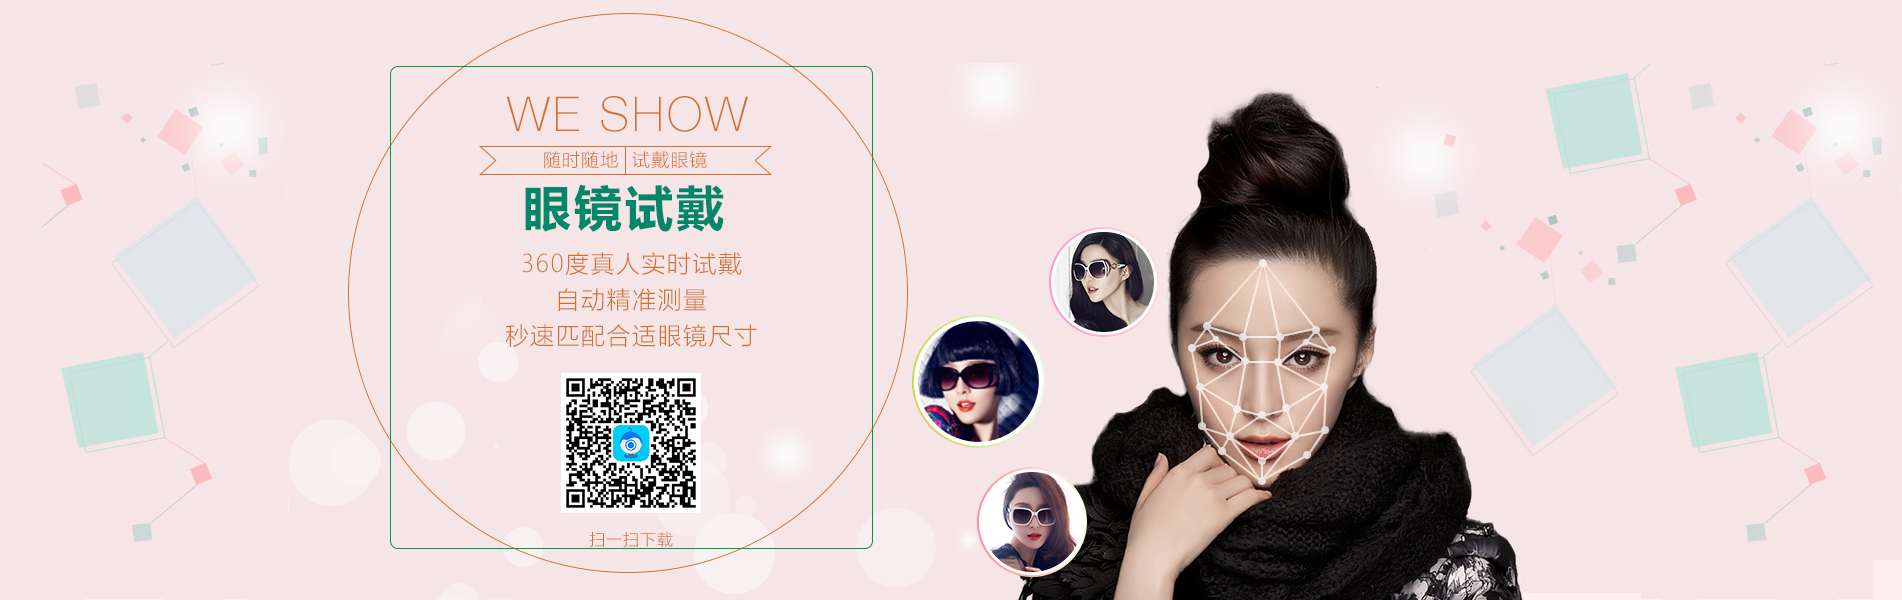 WE SHOW
随时随地 试戴眼镜
眼镜试戴
360度真人实时试戴
自动精准测量
秒速匹配合适眼镜尺寸
扫一扫下载